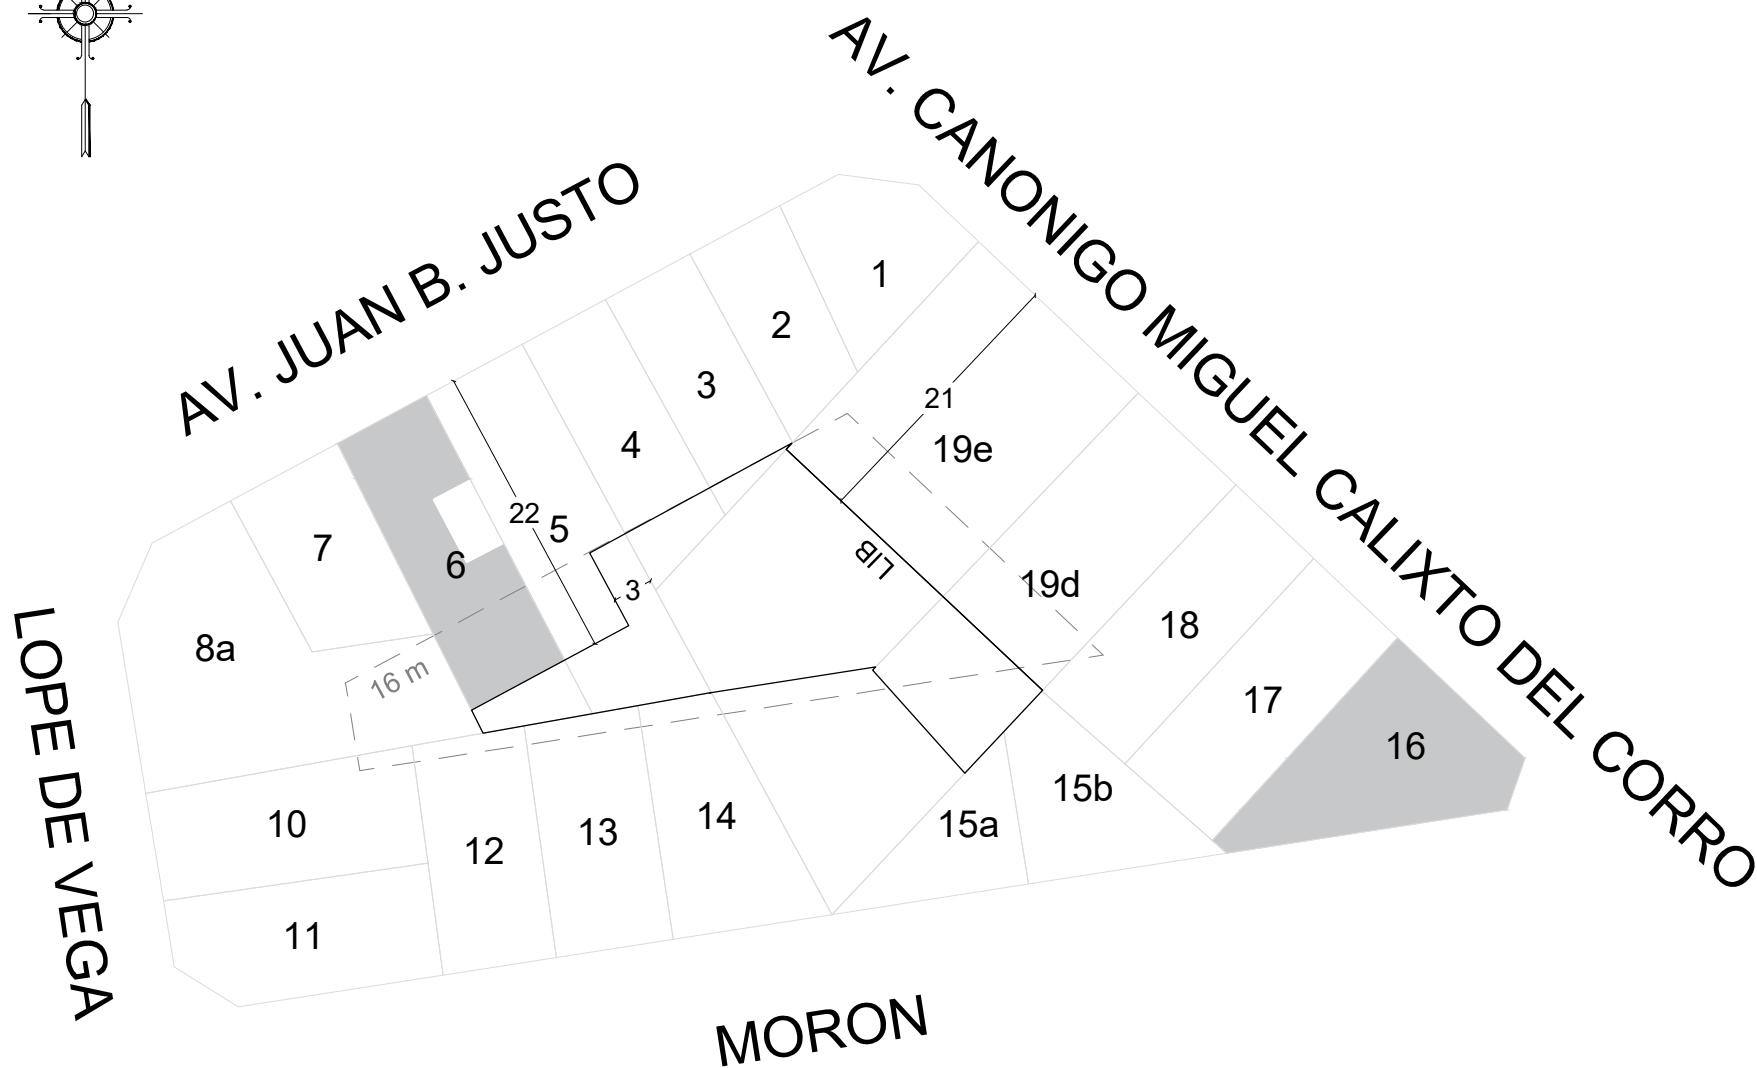 AV. CANONIGO MIGUEL CALIXTO DEL CORRO
AV. JUAN B. JUSTO
1
2
3
21
4
19e
22
5
7
6
LIB
3
19d
8a
18
16 m
17
16
15b
10
14
15a
13
12
11
LOPE DE VEGA
MORON